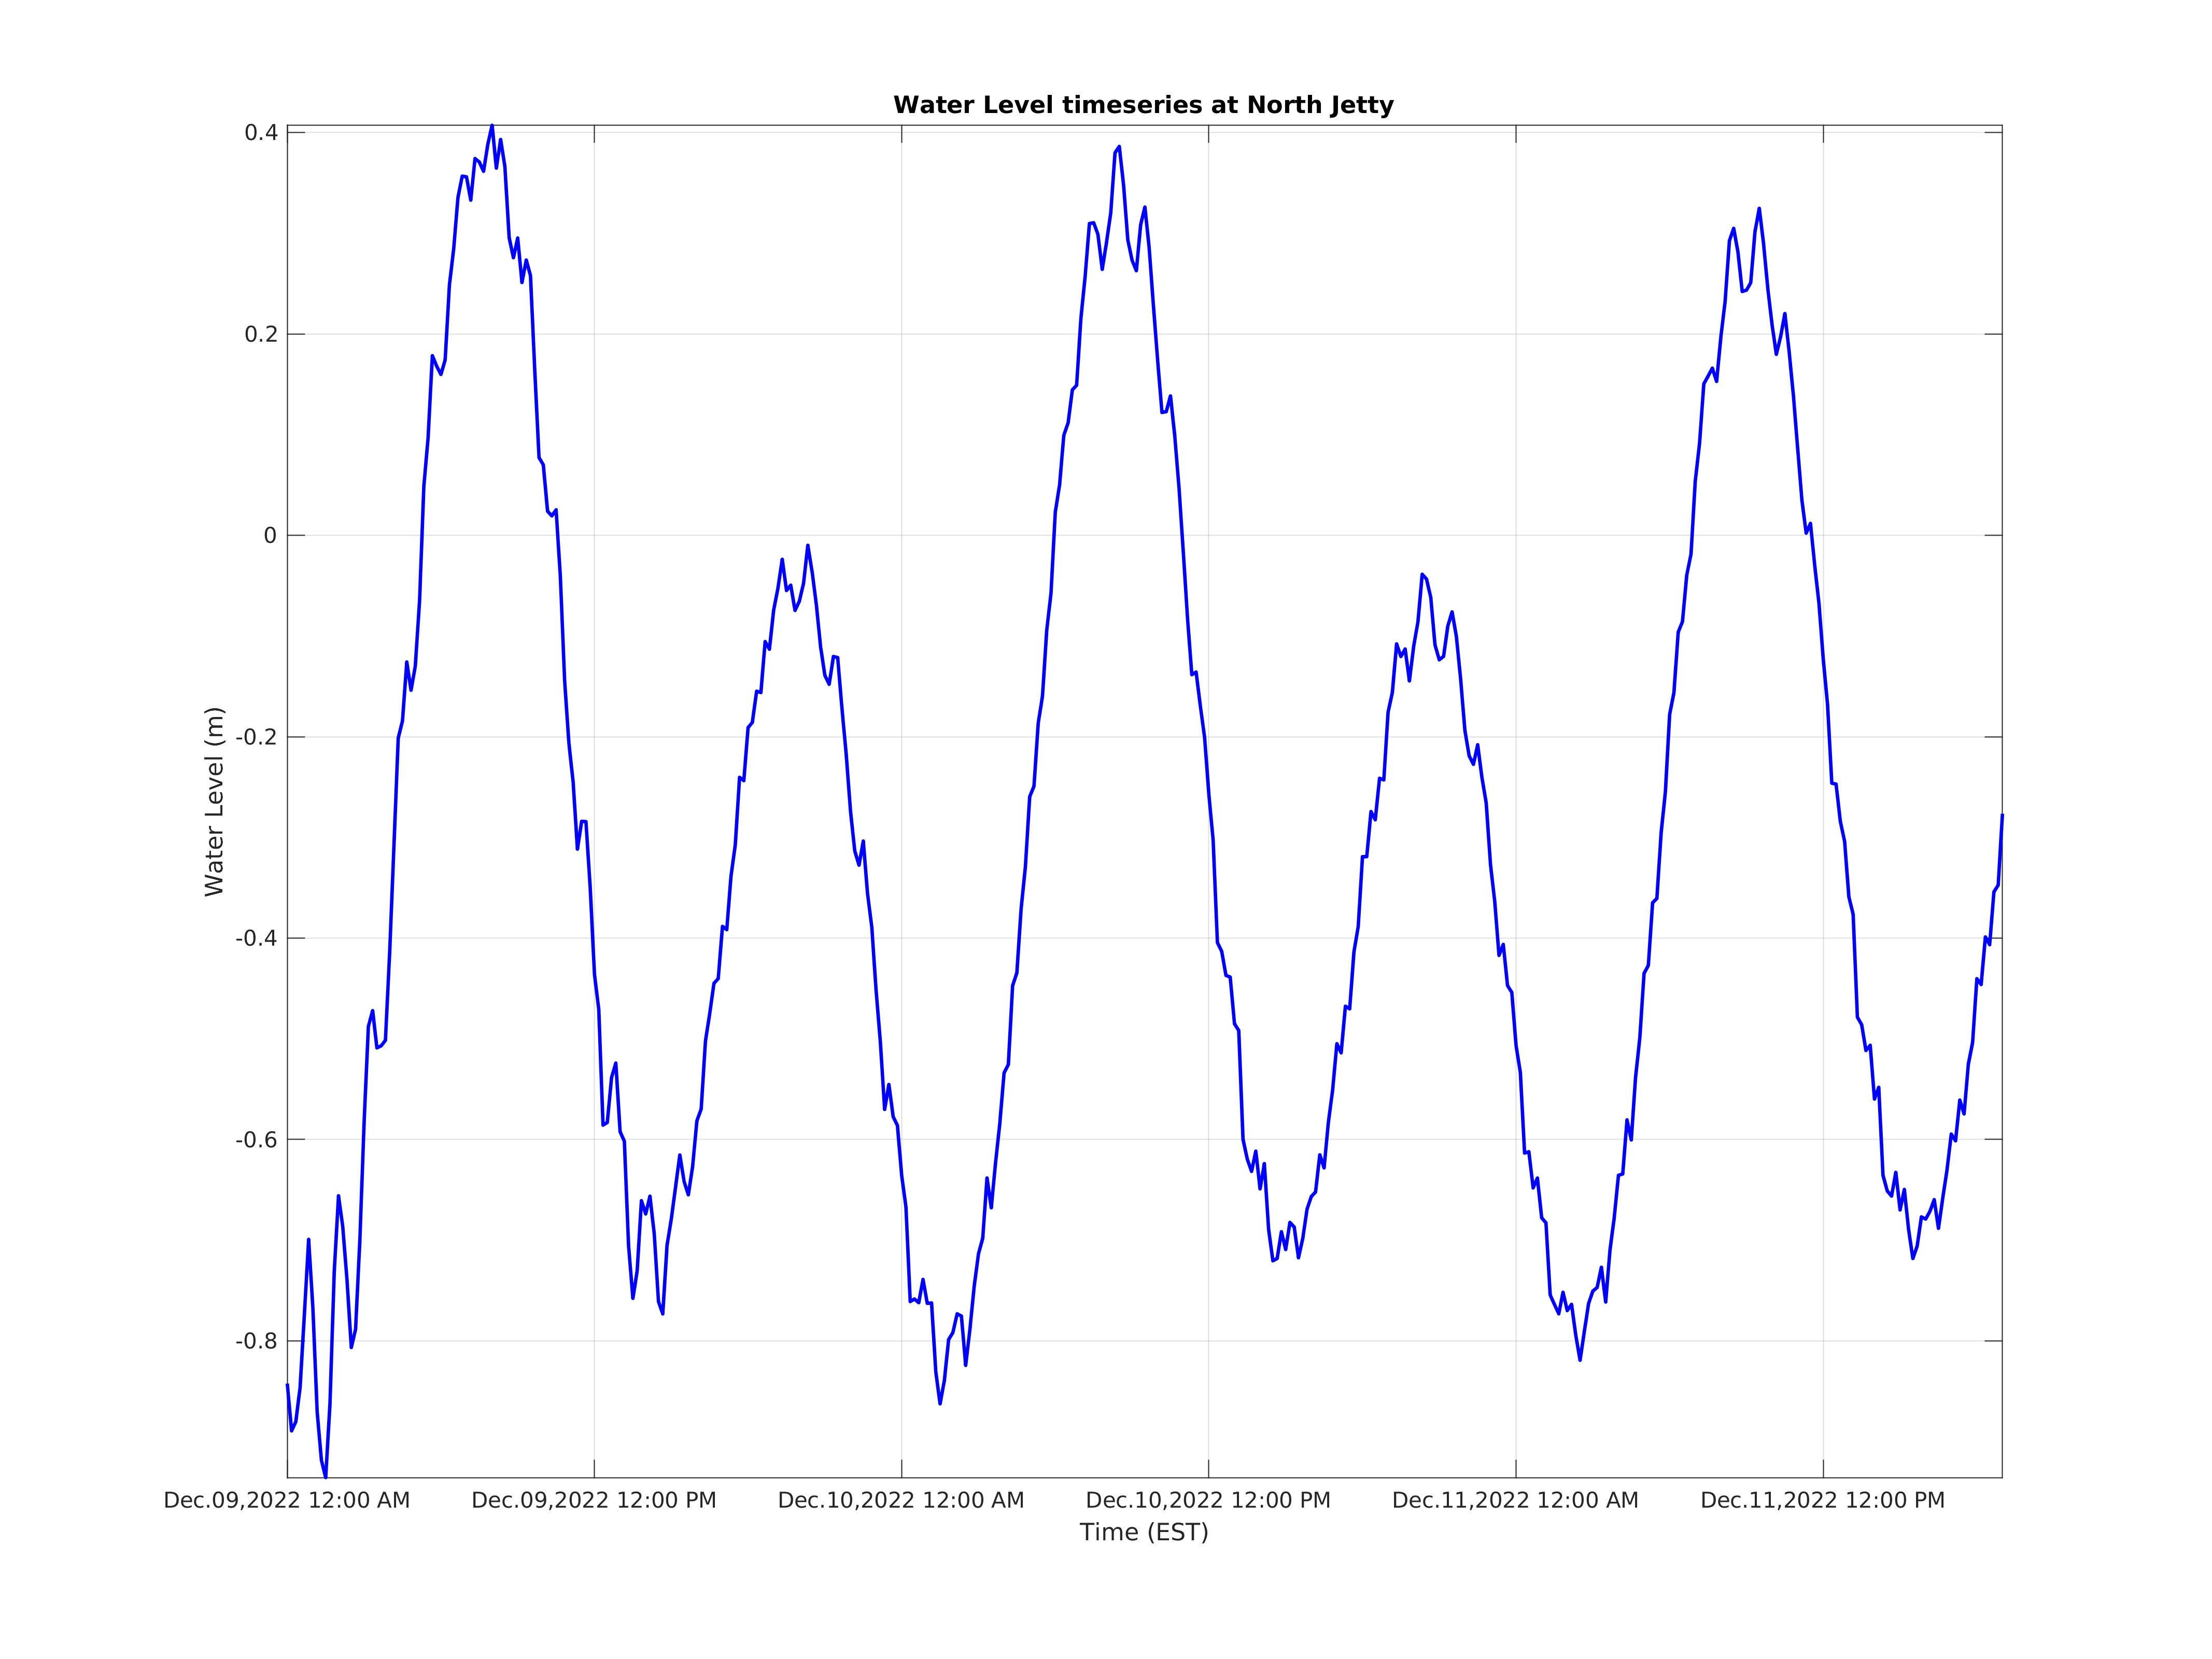 Water Level timeseries at North Jetty
0.4
0.2
0
-0.2
-0.4
-0.6
-0.8
Water Level (m)
Dec.09,2022 12:00 AM Dec.09,2022 12:00 PM Dec.10,2022 12:00 AM Dec.10,2022 12:00 PM Dec.11,2022 12:00 AM Dec.11,2022 12:00 PM
Time (EST)